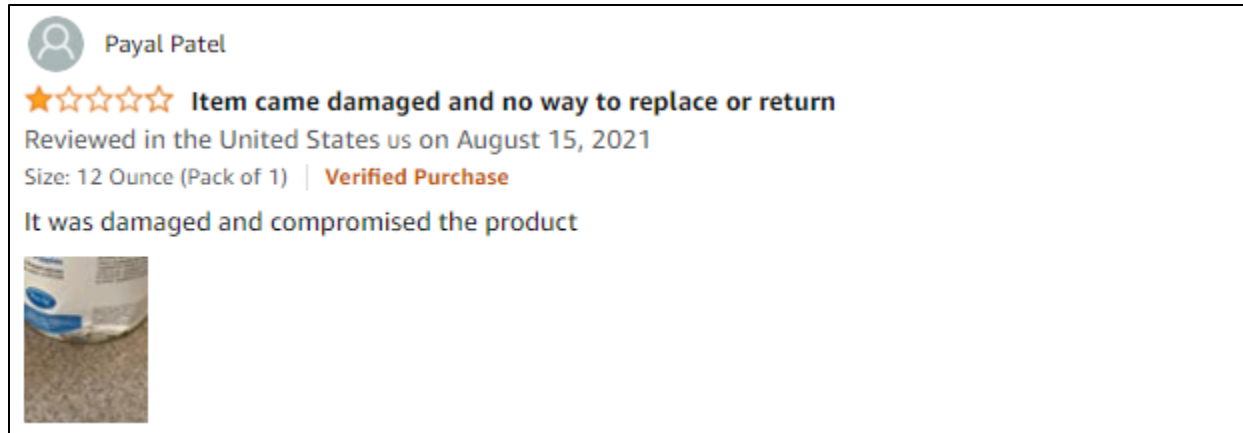 Payal Patel
Item came damaged and no way to replace or return
Reviewed in the United States US on August 15, 2021
Size: 12 Ounce (Pack of 1) Verified Purchase
It was damaged and compromised the product